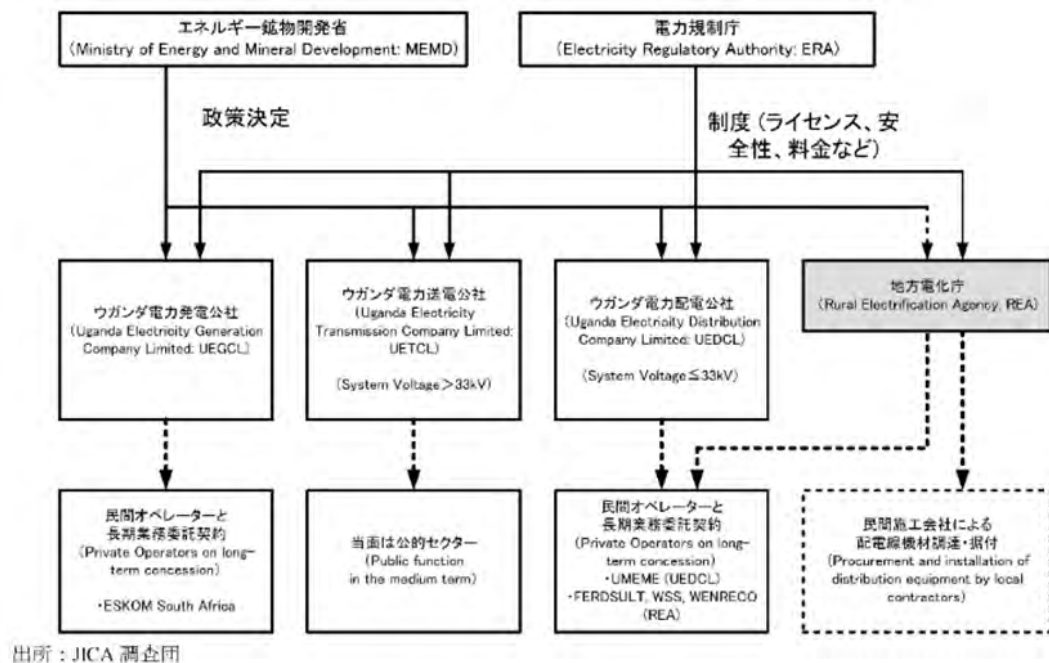 エネルギー鉱物開発省
(Ministry of Energy and Mineral Development: MEMD)
電力規制庁
(Electricity Regulatory Authority: ERA)
政策決定
制度(ライセンス、安
全性、料金など)
ウガンダ電力発電公社
(Uganda Electricity Generation
Company Limited: UEGCL)
ウガンダ電力送電公社
(Uganda Electricity
Transmission Company Limited:
UETCL)
(System Voltage>33kV)
ウガンダ電力配電公社
(Uganda Electricity Distribution
Company Limited: UEDCL)
(System Voltage≦33kV)
地方電化庁
(Rural Electrification Agency, REA)
民間オペレーターと
長期業務委託契約
(Private Operators on long-
term concession)
・ESKOM South Africa
当面は公的セクター
(Public function
in the medium term)
民間オペレーターと
長期業務委託契約
(Private Operators on long-
term concession)
・UMEME (UEDCL)
・FERDSULT, WSS, WENRECO
(REA)
民間施工会社による
配電線機材調達・据付
(Procurement and installation of
distribution equipment by local
contractors)
出所:JICA 調査団